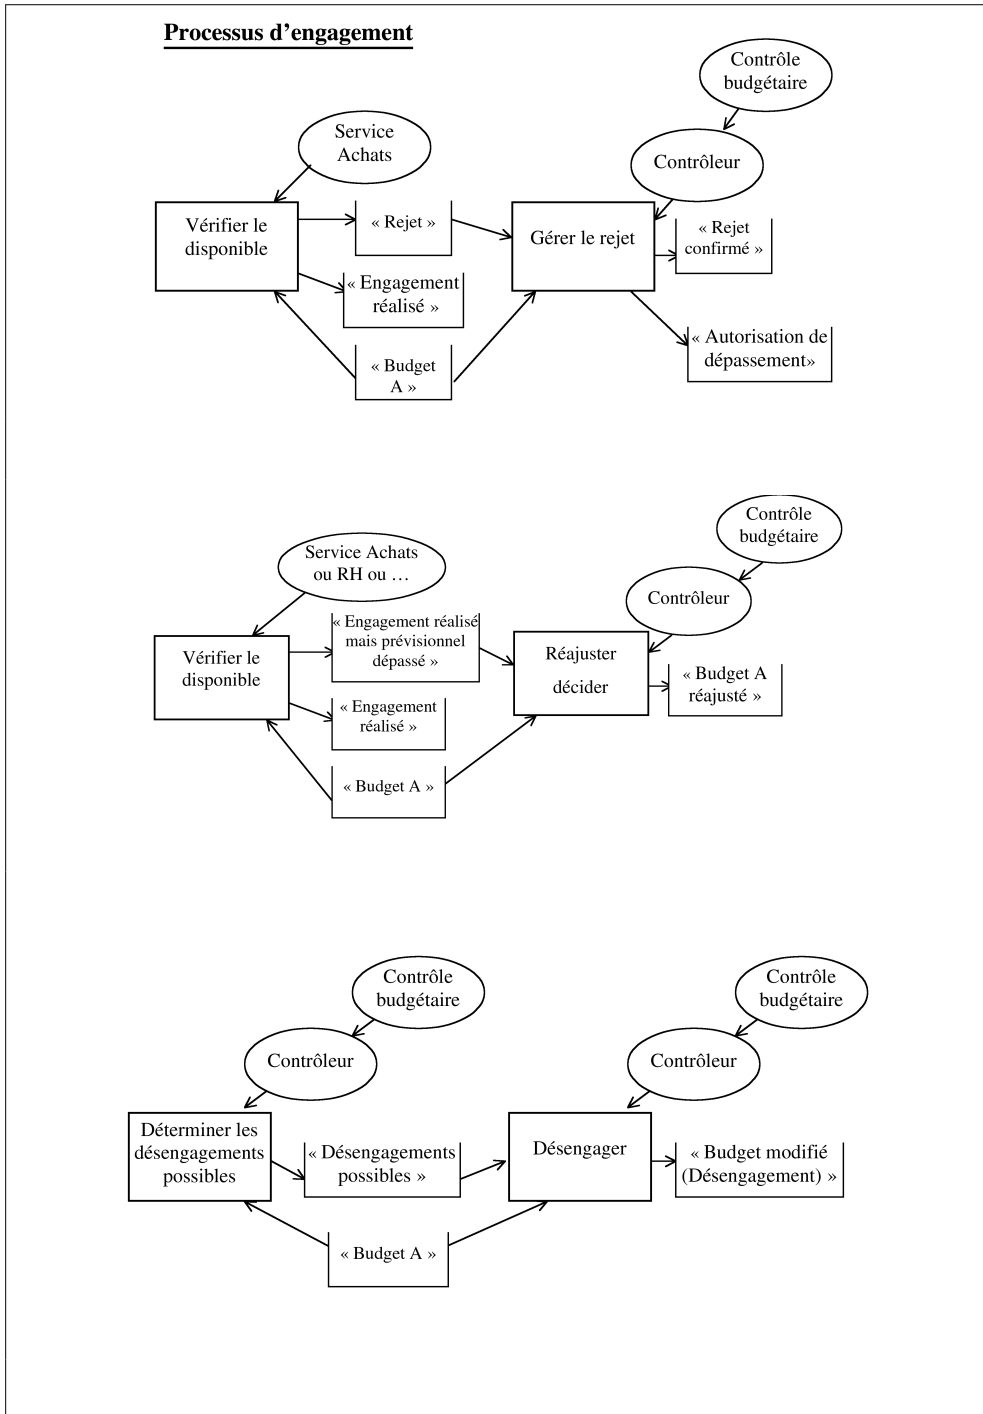 Processus d’engagement
Contrôle
budgétaire
Service
Achats
Contrôleur
Vérifier le
disponible
« Rejet »
Gérer le rejet
« Rejet
confirmé »
« Engagement
réalisé »
« Autorisation de
dépassement»
« Budget
A »
Contrôle
budgétaire
Service Achats
ou RH ou …
Contrôleur
« Engagement réalisé
mais prévisionnel
dépassé »
Vérifier le
disponible
Réajuster
décider
« Budget A
réajusté »
« Engagement
réalisé »
« Budget A »
Contrôle
budgétaire
Contrôle
budgétaire
Contrôleur
Contrôleur
Déterminer les
désengagements
possibles
« Désengagements
possibles »
Désengager
« Budget modifié
(Désengagement) »
« Budget A »